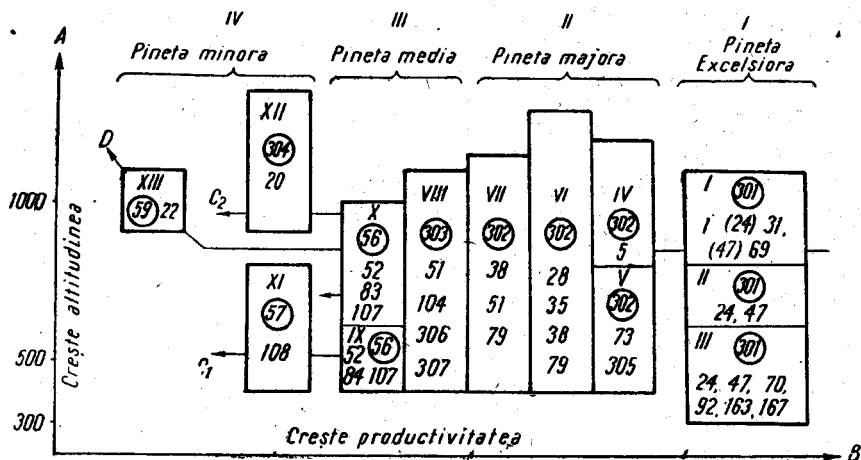 IV III II I
A Pineta minora Pineta media Pineta majora Pineta
Excelsiora
Crește altitudinea
1000
500
300
D
XIII
59 22
XII
304
20
C2
XI
57
108
C1
X
56
52
83
107
IX
56
52
84 107
VIII
303
51
104
306
307
VII
302
38
51
79
VI
302
28
35
38
79
IV
302
5
V
302
73
305
I 301
i (24) 31,
(47) 69
II 301
24, 47
III 301
24, 47, 70,
92, 163, 167
Crește productivitatea B